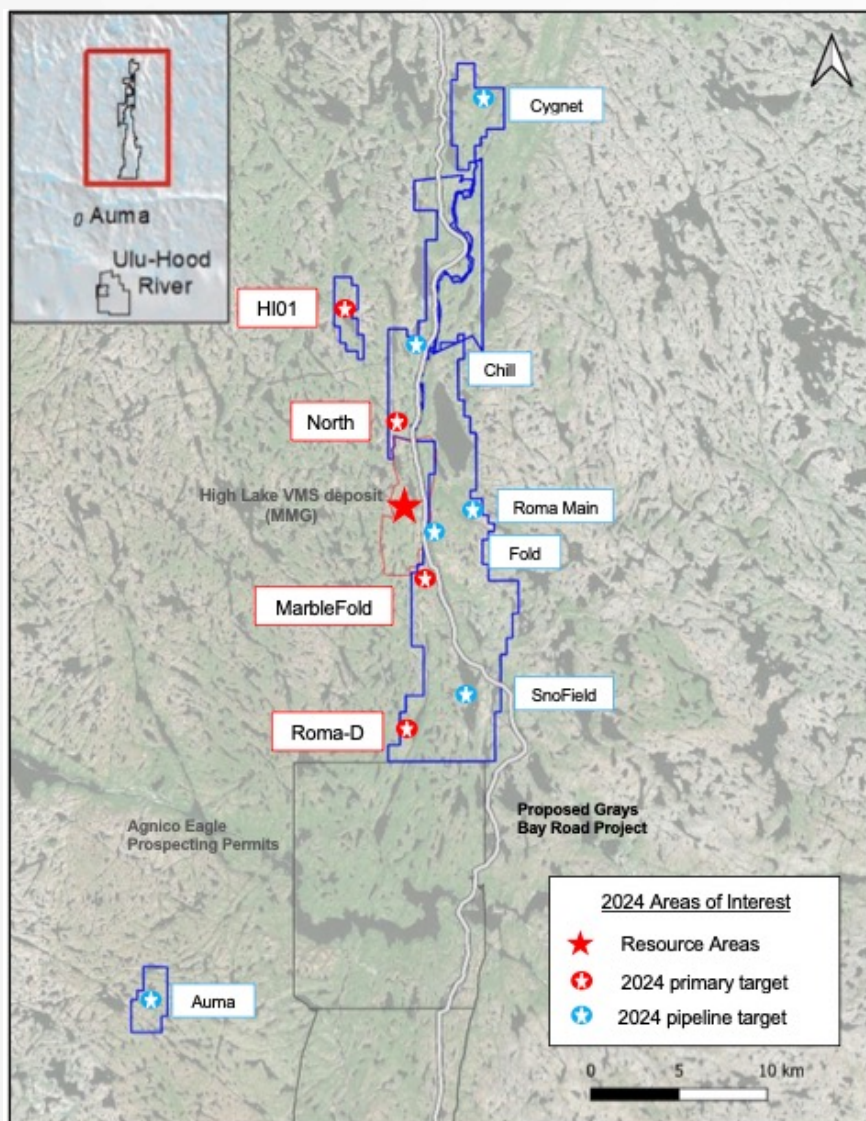 Auma
Ulu-Hood
River
Cygnet
HI01
Chill
North
High Lake VMS deposit
(MMG)
Roma Main
Fold
MarbleFold
SnoField
Roma-D
Proposed Grays
Bay Road Project
Agnico Eagle
Prospecting Permits
Auma
2024 Areas of Interest
Resource Areas
2024 primary target
2024 pipeline target
0 5 10 km